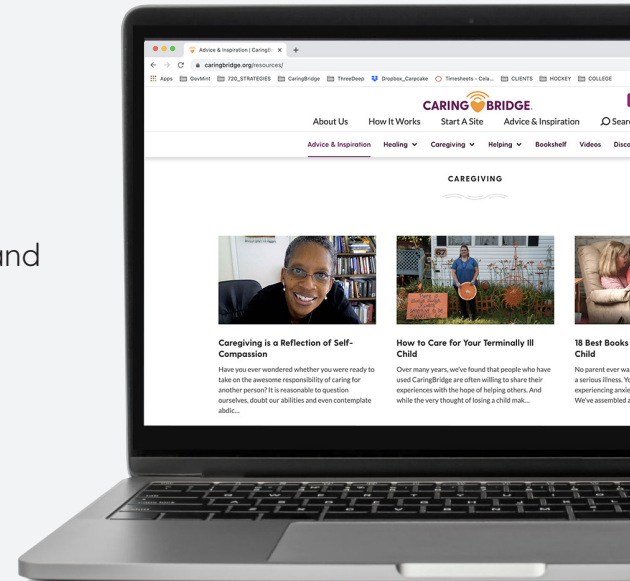 and
Advice & Inspiration | CaringBr
caringbridge.org/resources/
Apps GovMint 720_STRATEGIES CaringBridge ThreeDeep Dropbox_Carpcake Timesheets – Cela... CLIENTS HOCKEY COLLEGE
CARING BRIDGE
About Us How It Works Start A Site Advice & Inspiration Sear
Advice & Inspiration Healing Caregiving Helping Bookshelf Videos Disco
CAREGIVING
Caregiving is a Reflection of Self-
Compassion
Have you ever wondered whether you were ready to
take on the awesome responsibility of caring for
another person? It is reasonable to question
ourselves, doubt our abilities and even contemplate
abdic...
How to Care for Your Terminally Ill
Child
Over many years, we've found that people who have
used CaringBridge are often willing to share their
experiences with the hope of helping others. And
while the very thought of losing a child mak...
18 Best Books
Child
No parent ever wa
a serious illness. Yo
experiencing anxie
We've assembled a